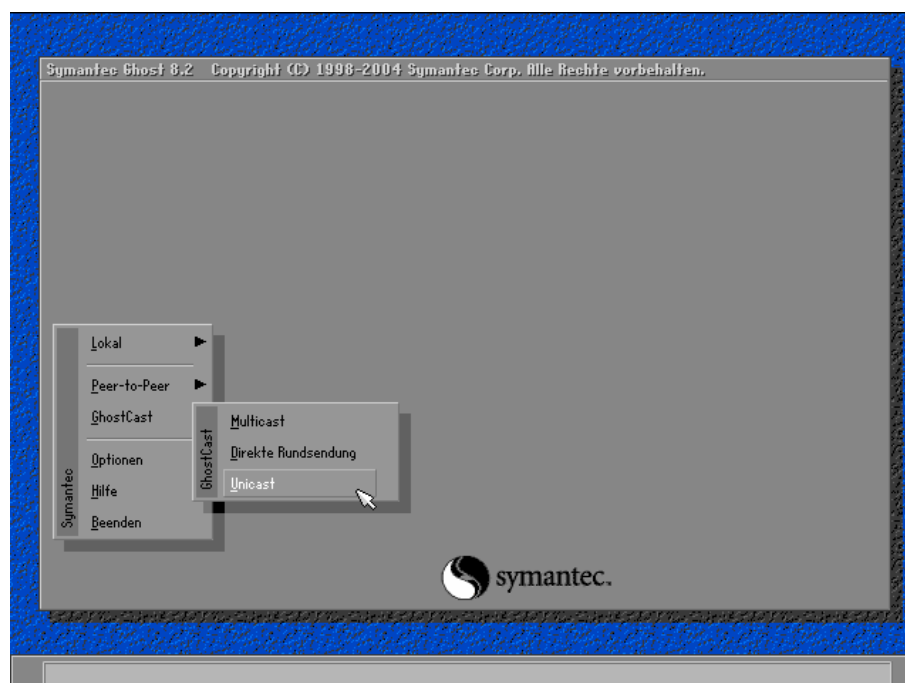 Symantec Ghost 8.2 Copyright (C) 1998-2004 Symantec Corp. Alle Rechte vorbehalten.
Lokal
Peer-to-Peer
GhostCast
Optionen
Hilfe
Beenden
Symantec
Multicast
Direkte Rundsendung
Unicast
GhostCast
symantec.